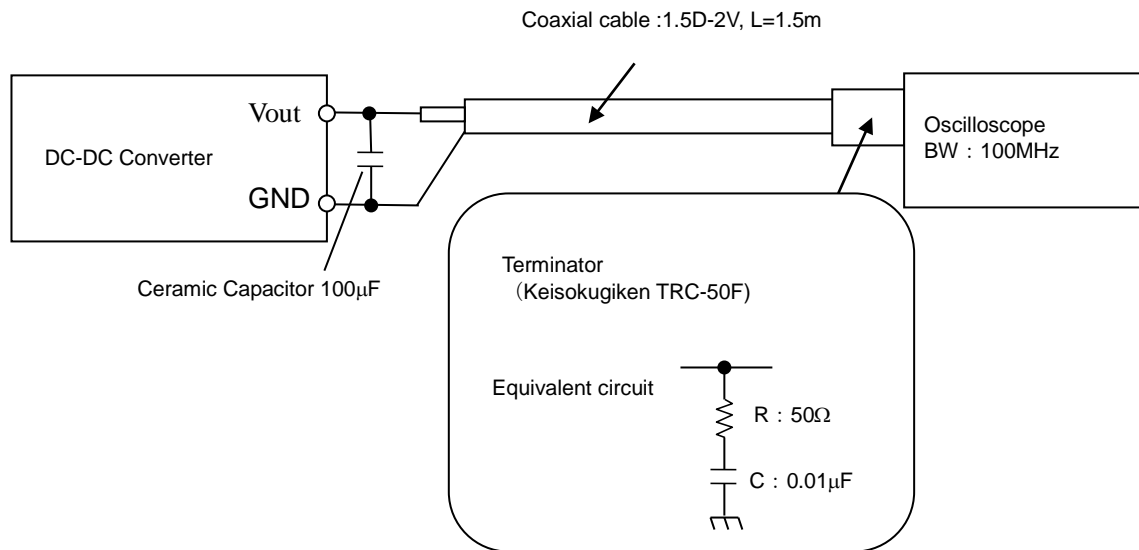 Coaxial cable :1.5D-2V, L=1.5m
Vout
DC-DC Converter
GND
Oscilloscope
BW：100MHz
Ceramic Capacitor 100μF
Terminator
（Keisokugiken TRC-50F)
Equivalent circuit
R：50Ω
C：0.01μF